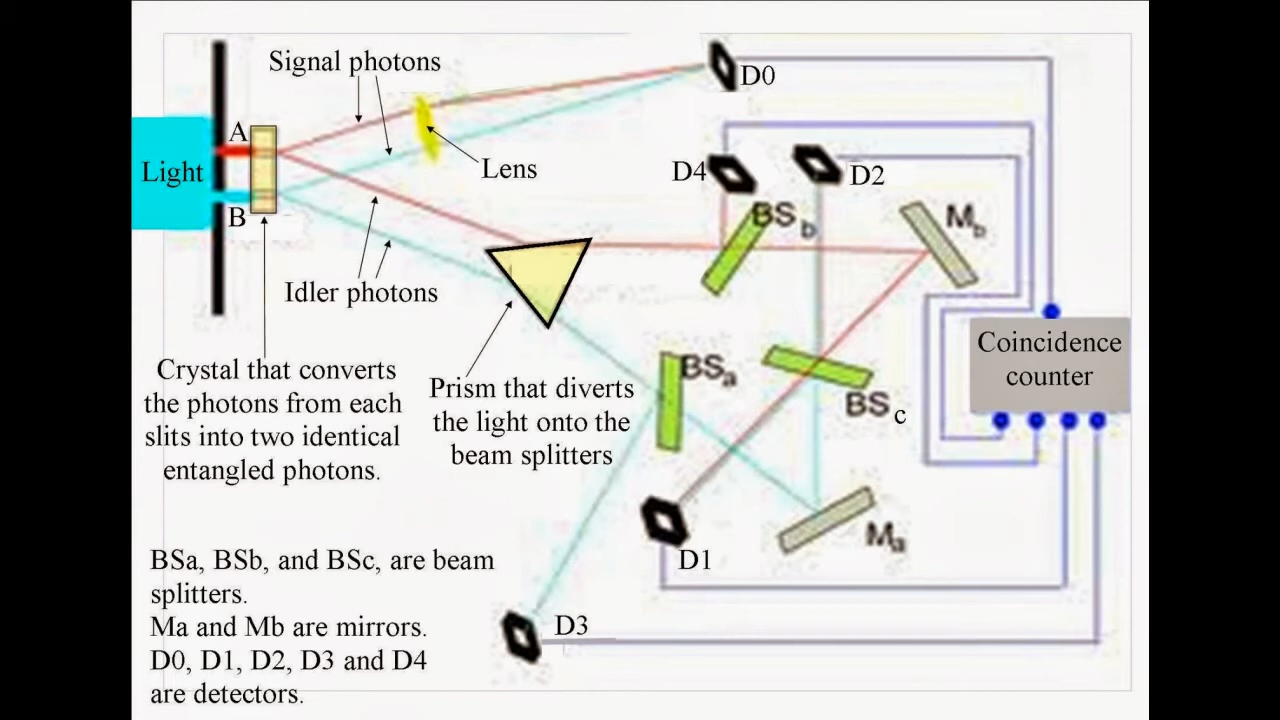 Signal photons
D0
A
Light
Lens
D4
D2
BS b
Mb
B
Idler photons
Coincidence
counter
Crystal that converts
the photons from each
slits into two identical
entangled photons.
Prism that diverts
the light onto the
beam splitters
BSa
BS c
D1
Ma
BSa, BSb, and BSc, are beam
splitters.
Ma and Mb are mirrors.
D0, D1, D2, D3 and D4
are detectors.
D3